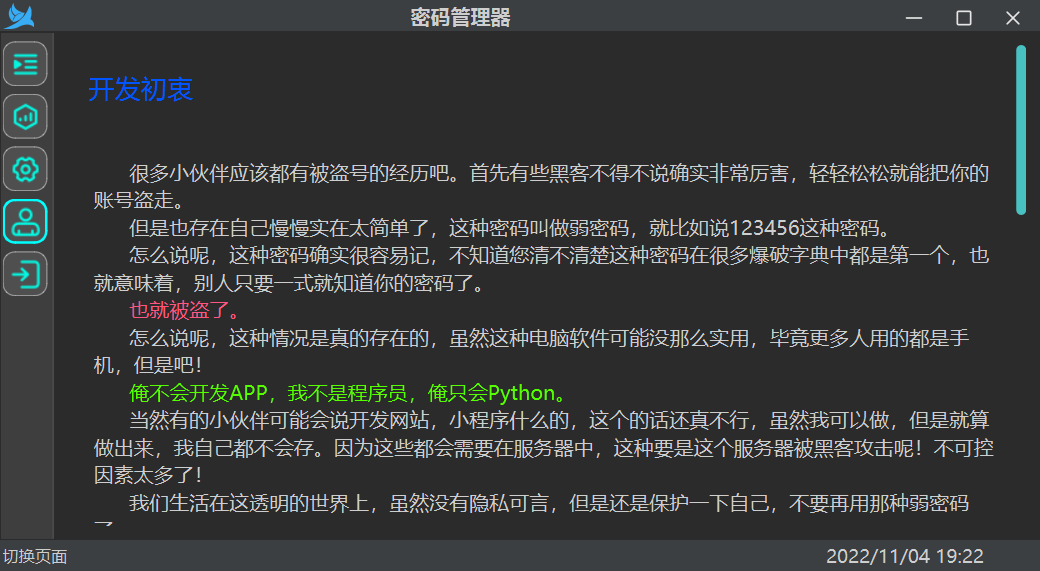 密码管理器
开发初衷
很多小伙伴应该都有被盗号的经历吧。首先有些黑客不得不说确实非常厉害，轻轻松松就能把你的
账号盗走。
但是也存在自己慢慢实在太简单了，这种密码叫做弱密码，就比如说123456这种密码。
怎么说呢，这种密码确实很容易记，不知道您清不清楚这种密码在很多爆破字典中都是第一个，也
就意味着，别人只要一式就知道你的密码了。
也就被盗了。
怎么说呢，这种情况是真的存在的，虽然这种电脑软件可能没那么实用，毕竟更多人用的都是手
机，但是吧！
俺不会开发APP，我不是程序员，俺只会Python。
当然有的小伙伴可能会说开发网站，小程序什么的，这个的话还真不行，虽然我可以做，但是就算
做出来，我自己都不会存。因为这些都会需要在服务器中，这种要是这个服务器被黑客攻击呢！不可控
因素太多了！
我们生活在这透明的世界上，虽然没有隐私可言，但是还是保护一下自己，不要再用那种弱密码
切换页面
2022/11/04 19:22